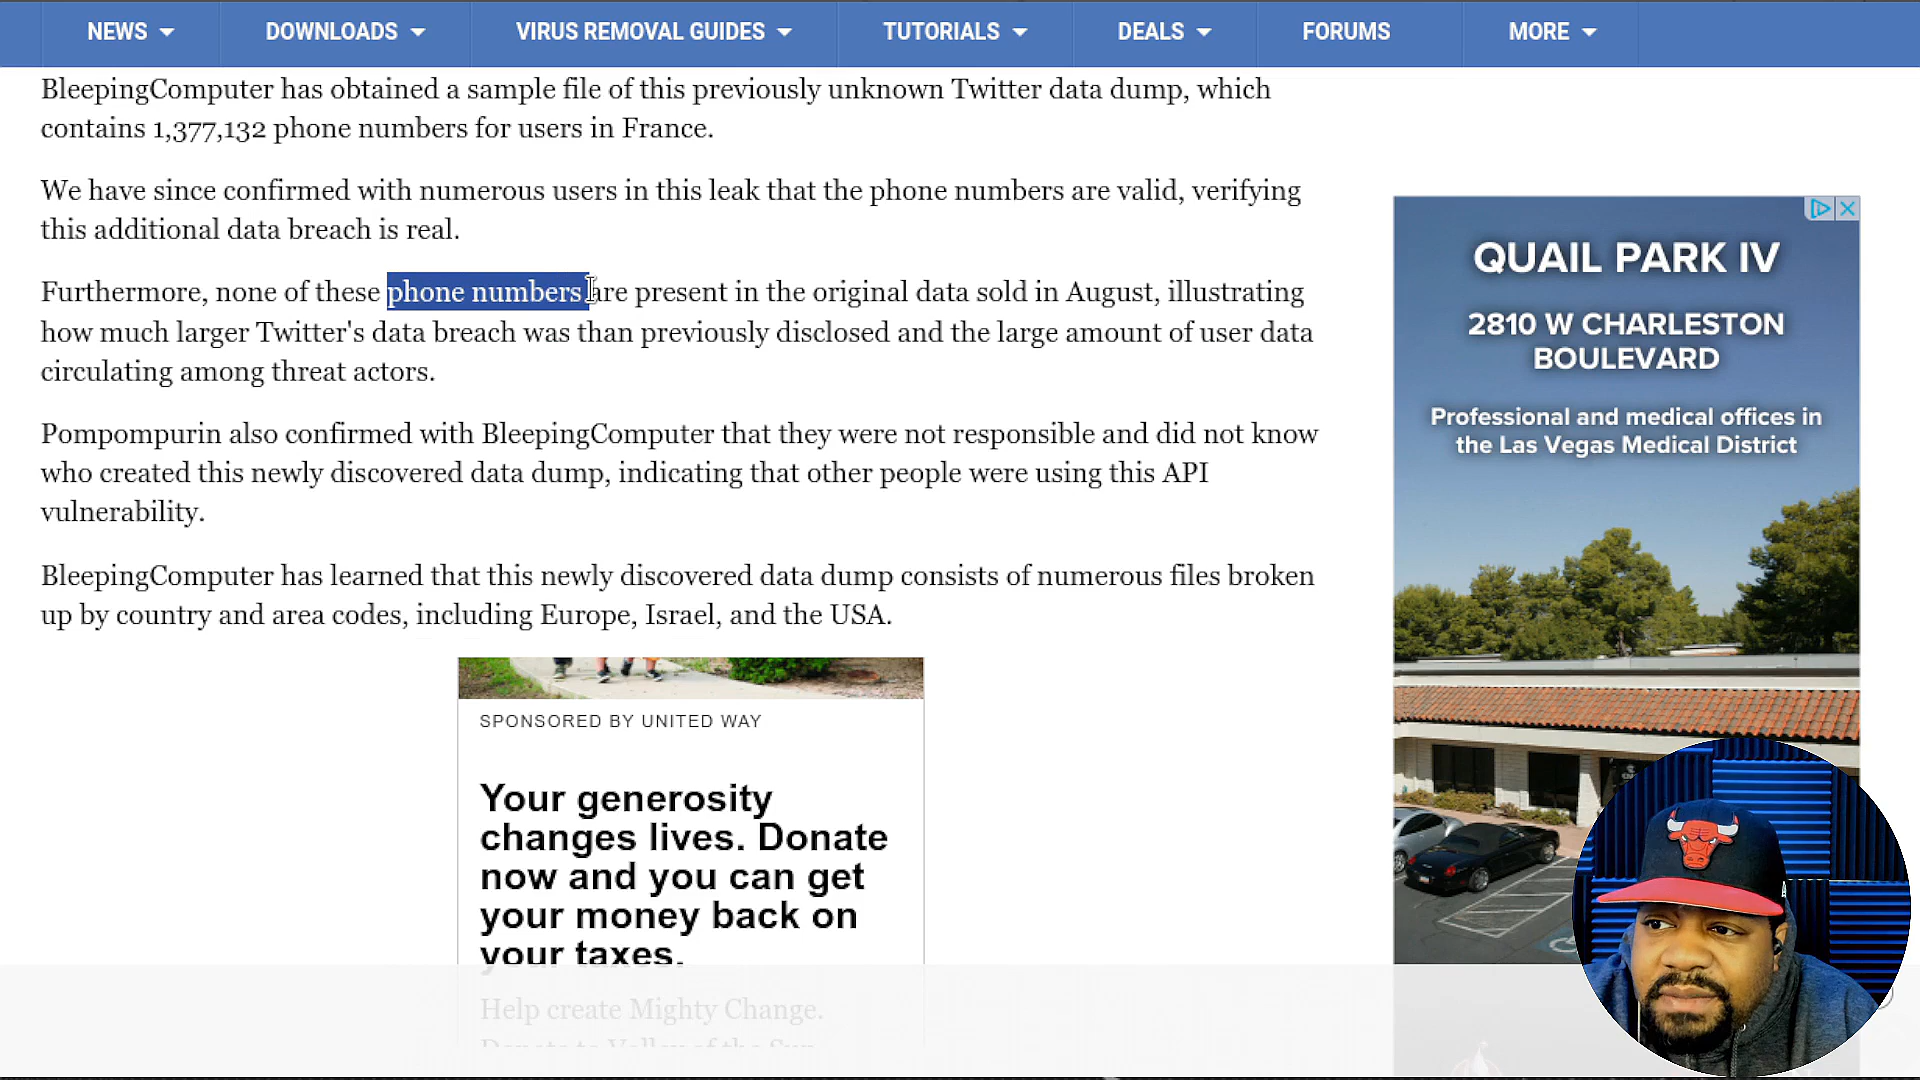 NEWS
DOWNLOADS
VIRUS REMOVAL GUIDES
TUTORIALS
DEALS
FORUMS
MORE
BleepingComputer has obtained a sample file of this previously unknown Twitter data dump, which
contains 1,377,132 phone numbers for users in France.
We have since confirmed with numerous users in this leak that the phone numbers are valid, verifying
this additional data breach is real.
Furthermore, none of these phone numbers are present in the original data sold in August, illustrating
how much larger Twitter's data breach was than previously disclosed and the large amount of user data
circulating among threat actors.
Pompompurin also confirmed with BleepingComputer that they were not responsible and did not know
who created this newly discovered data dump, indicating that other people were using this API
vulnerability.
BleepingComputer has learned that this newly discovered data dump consists of numerous files broken
up by country and area codes, including Europe, Israel, and the USA.
SPONSORED BY UNITED WAY
Your generosity
changes lives. Donate
now and you can get
your money back on
your taxes.
Help create Mighty Change.
Donate to Valley of the Sun
QUAIL PARK IV
2810 W CHARLESTON
BOULEVARD
Professional and medical offices in
the Las Vegas Medical District